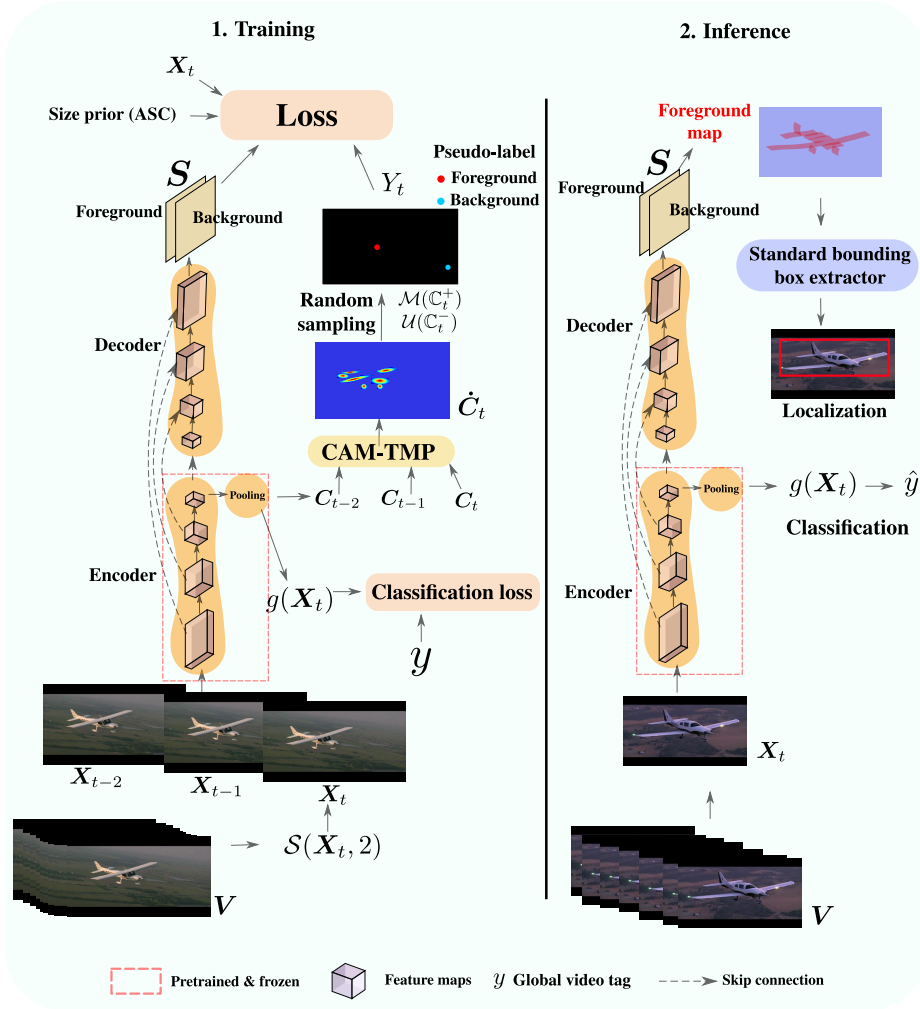 1. Training
X_t
Size prior (ASC)
Loss
S
Foreground
Background
Y_t
Pseudo-label
Foreground
Background
Random
sampling
M(ℂ_t^+)
U(ℂ_t^-)
Decoder
Ċ_t
CAM-TMP
Pooling
C_{t-2}
C_{t-1}
C_t
Encoder
g(X_t)
Classification loss
y
X_{t-2}
X_{t-1}
X_t
S(X_t, 2)
V
2. Inference
Foreground
map
S
Foreground
Background
Standard bounding
box extractor
Decoder
Localization
Pooling
g(X_t)
ŷ
Classification
Encoder
X_t
V
Pretrained & frozen
Feature maps
y Global video tag
Skip connection